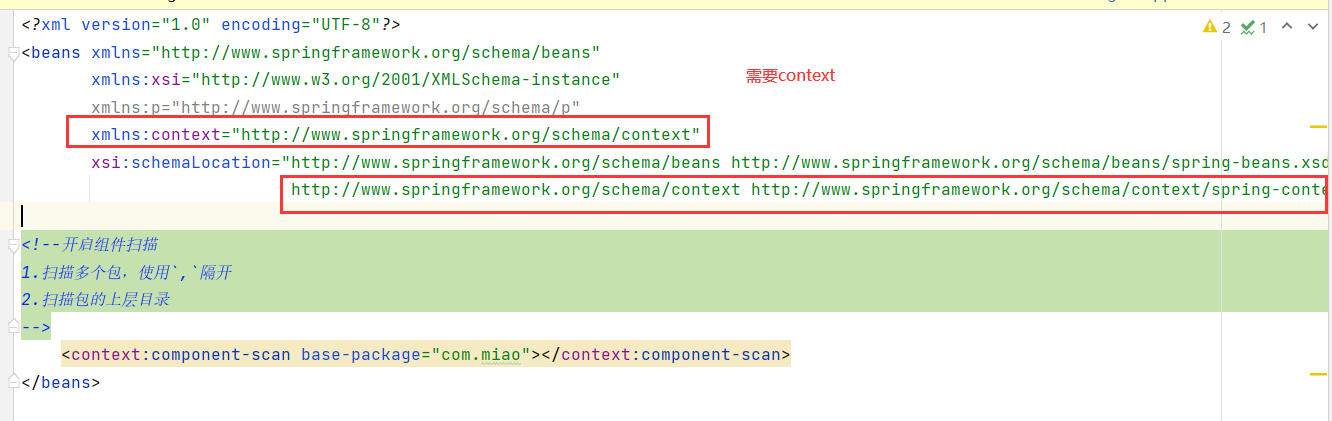 <?xml version="1.0" encoding="UTF-8"?>
2 1
<beans xmlns="http://www.springframework.org/schema/beans"
xmlns:xsi="http://www.w3.org/2001/XMLSchema-instance"
需要context
xmlns:p="http://www.springframework.org/schema/p"
xmlns:context="http://www.springframework.org/schema/context"
xsi:schemaLocation="http://www.springframework.org/schema/beans http://www.springframework.org/schema/beans/spring-beans.xsd
http://www.springframework.org/schema/context http://www.springframework.org/schema/context/spring-conte
<!--开启组件扫描
1.扫描多个包，使用`,`隔开
2.扫描包的上层目录
-->
<context:component-scan base-package="com.miao"></context:component-scan>
</beans>